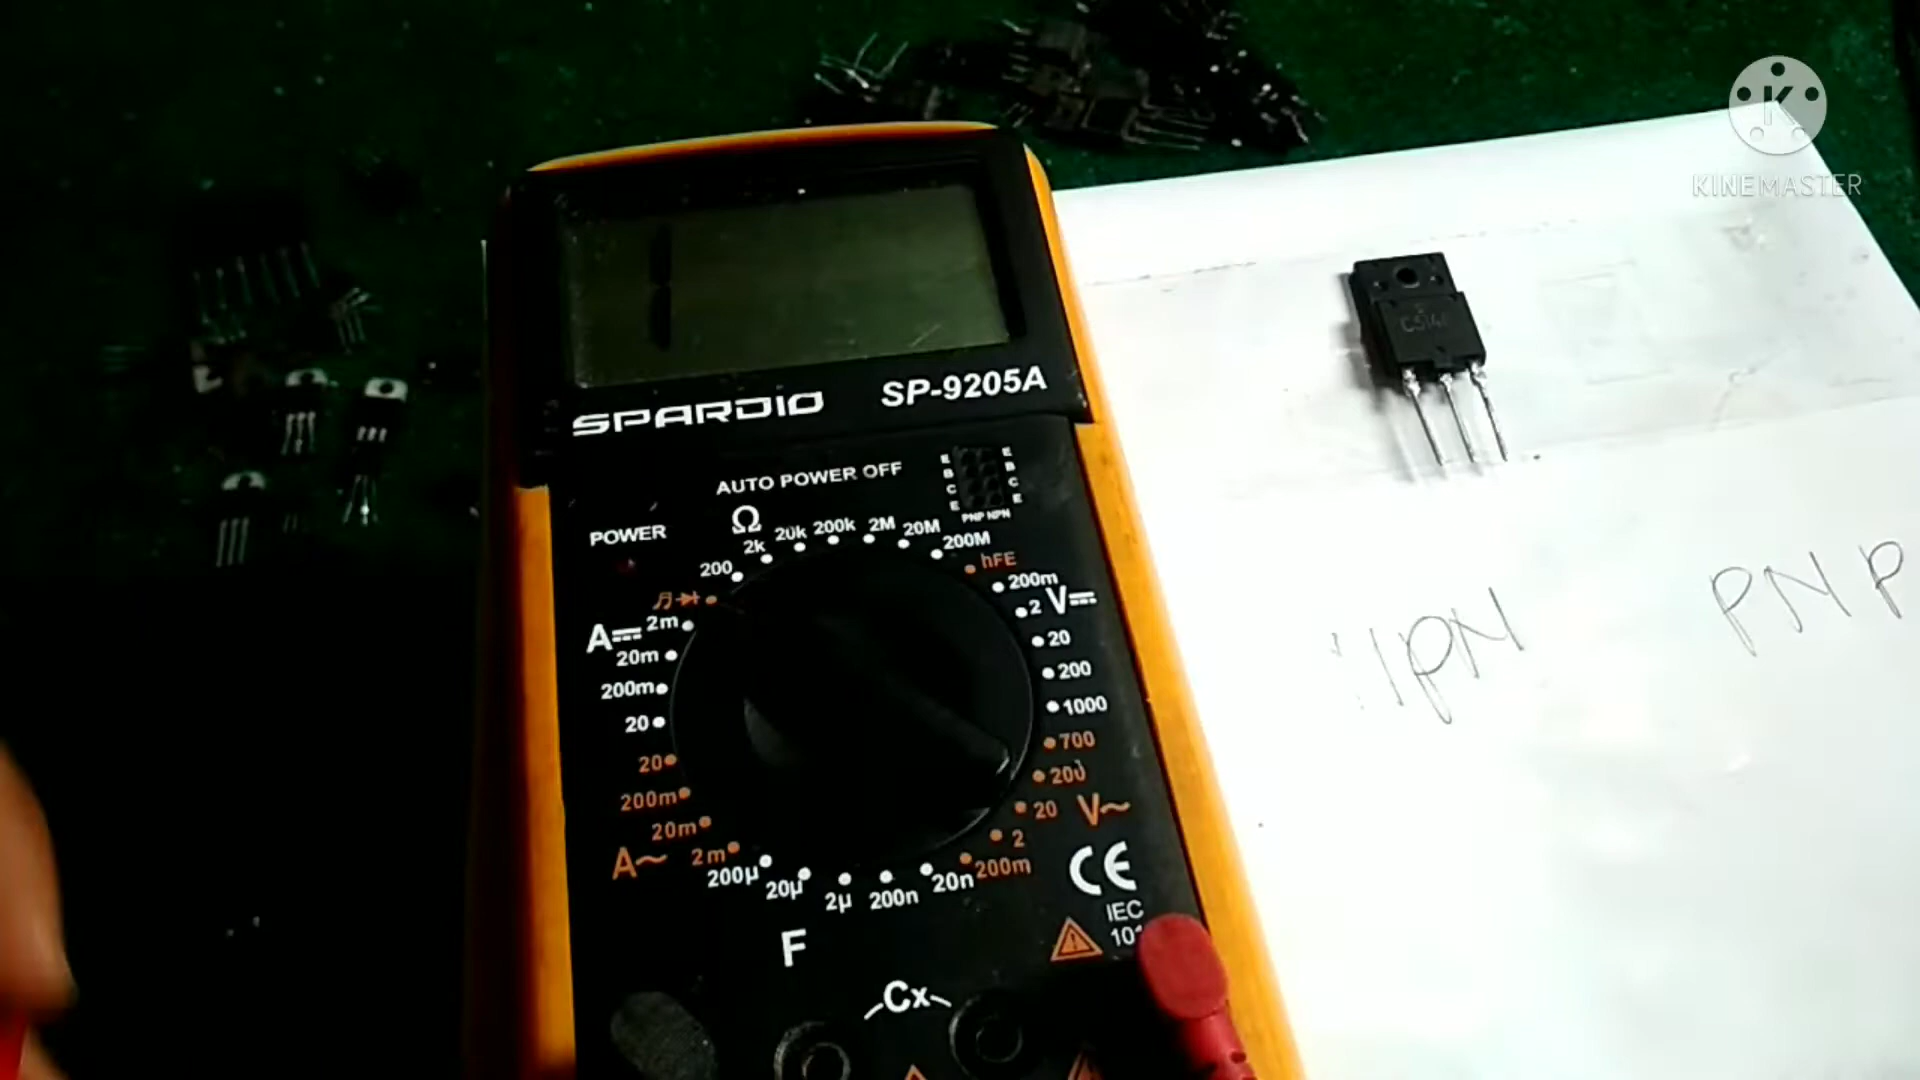 KINEMASTER
SPARDIO SP-9205A
AUTO POWER OFF
E B C E
E B C E
PNP NPN
POWER
Ω
200 2k 20k 200k 2M 20M 200M
hFE
A 2m 20m 200m 20
20 200m 20m 2m
A~
200m 2 20 200 1000
V
700 200 20 2 200m
V~
200µ 20µ 2µ 200n 20n
F
Cx
CE
IEC
NPN
PNP